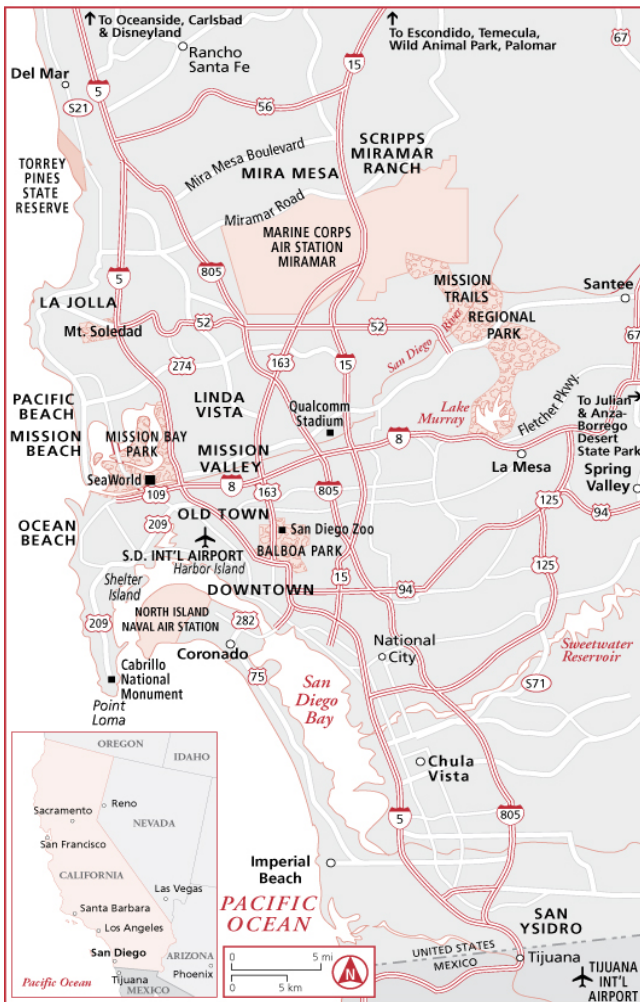 To Oceanside, Carlsbad
& Disneyland
To Escondido, Temecula,
Wild Animal Park, Palomar
67
Rancho
Santa Fe
15
Del Mar
5
S21
56
SCRIPPS
MIRAMAR
RANCH
Mira Mesa Boulevard
MIRA MESA
TORREY
PINES
STATE
RESERVE
Miramar Road
MARINE CORPS
AIR STATION
MIRAMAR
805
5
MISSION
TRAILS
REGIONAL
PARK
Santee
LA JOLLA
Mt. Soledad
52
52
San Diego
River
67
274
163
15
PACIFIC
BEACH
MISSION
BEACH
LINDA
VISTA
Qualcomm
Stadium
Lake
Murray
Fletcher Pkwy.
To Julian
& Anza-
Borrego
Desert
State Park
MISSION BAY
PARK
MISSION
VALLEY
8
La Mesa
Spring
Valley
SeaWorld
109
8
163
805
125
94
OCEAN
BEACH
209
OLD TOWN
San Diego Zoo
S.D. INT'L AIRPORT
Harbor Island
BALBOA PARK
125
Shelter
Island
DOWNTOWN
15
94
NORTH ISLAND
NAVAL AIR STATION
282
209
Coronado
National
City
Sweetwater
Reservoir
Cabrillo
National
Monument
75
San
Diego
Bay
S71
Point
Loma
Chula
Vista
5
805
OREGON
IDAHO
Sacramento
Reno
NEVADA
San Francisco
CALIFORNIA
Las Vegas
Santa Barbara
Los Angeles
San Diego
ARIZONA
Phoenix
Tijuana
Pacific Ocean
MEXICO
Imperial
Beach
PACIFIC
OCEAN
SAN
YSIDRO
0 5 mi
0 5 km
N
UNITED STATES
MEXICO
Tijuana
TIJUANA
INT'L
AIRPORT